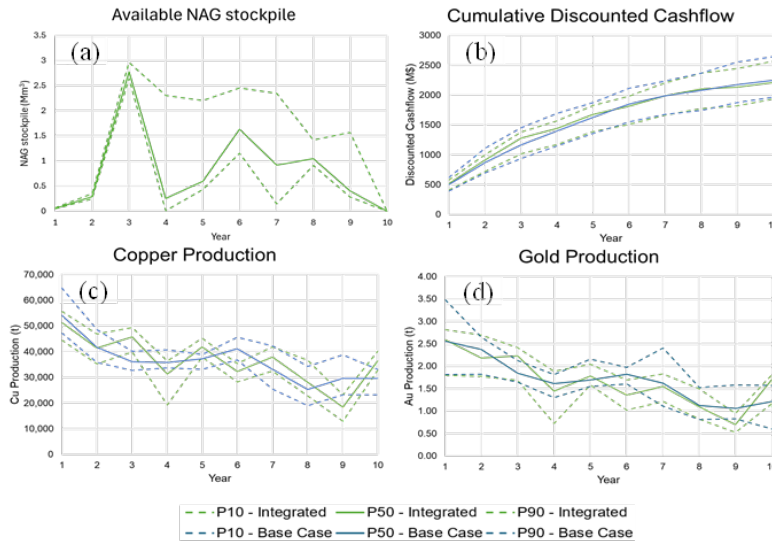 Available NAG stockpile
(a)
NAG stockpile (Mm³)
3.5
3
2.5
2
1.5
1
0.5
0
1 2 3 4 5 6 7 8 9 10
Year
Cumulative Discounted Cashflow
(b)
Discounted Cashflow (M$)
3000
2500
2000
1500
1000
500
0
1 2 3 4 5 6 7 8 9 1
Year
Copper Production
(c)
Cu Production (t)
70,000
60,000
50,000
40,000
30,000
20,000
10,000
0
1 2 3 4 5 6 7 8 9 10
Year
Gold Production
(d)
Au Production (t)
4.00
3.50
3.00
2.50
2.00
1.50
1.00
0.50
0.00
1 2 3 4 5 6 7 8 9 1
Year
P10 - Integrated P50 - Integrated P90 - Integrated
P10 - Base Case P50 - Base Case P90 - Base Case